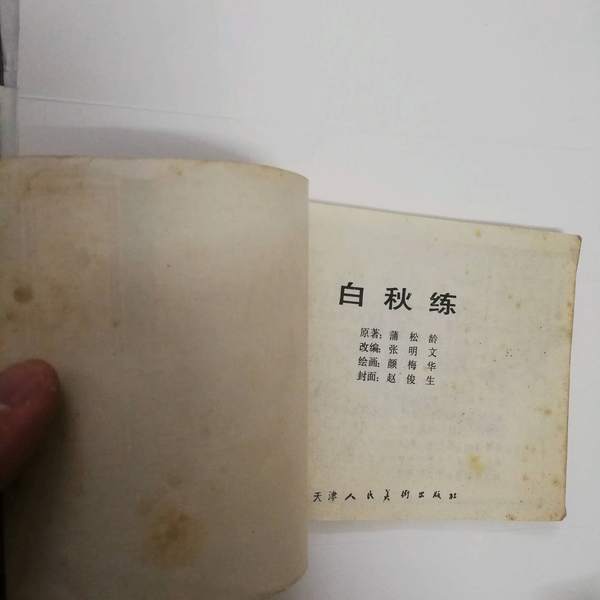 白秋练
原著：蒲松龄
改编：张明文
绘画：颜梅华
封面：赵俊生
天津人民美術出版社